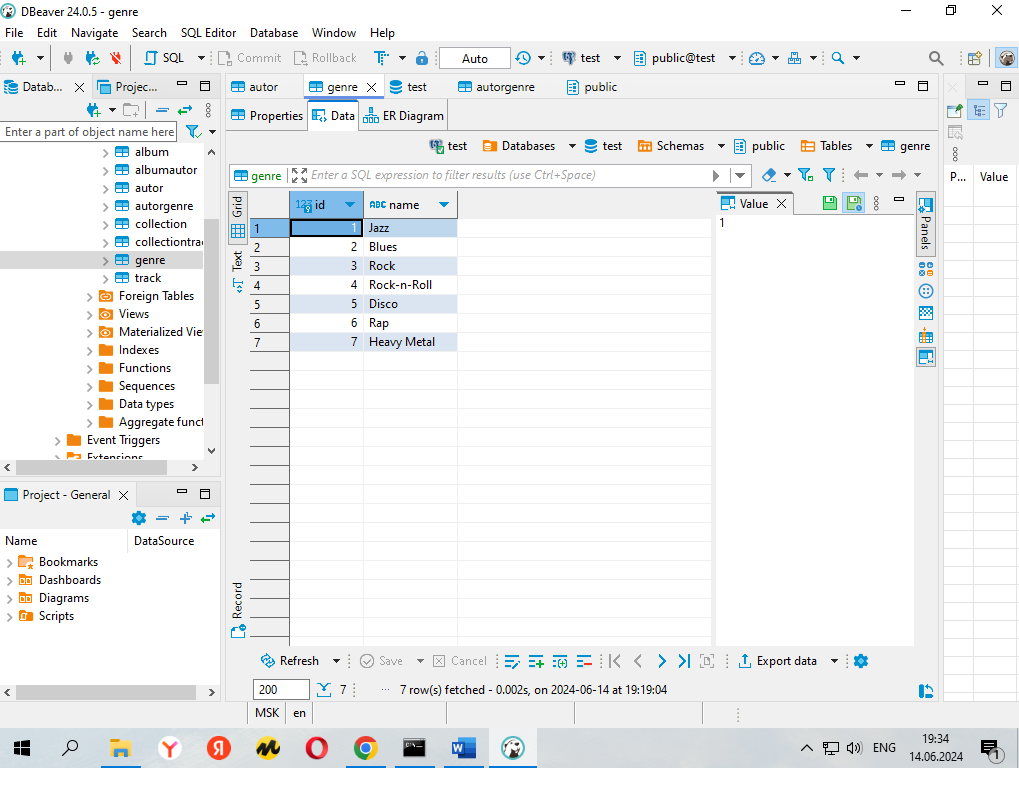 DBeaver 24.0.5 - genre
File Edit Navigate Search SQL Editor Database Window Help
SQL Commit Rollback Auto test public@test
Datab... Projec... autor genre test autorgenre public
Properties Data ER Diagram
Enter a part of object name here
test Databases test Schemas public Tables genre
genre Enter a SQL expression to filter results (use Ctrl+Space)
P... Value
album
albumautor
autor
autorgenre
collection
collectiontra
genre
track
Foreign Tables
Views
Materialized Vie
Indexes
Functions
Sequences
Data types
Aggregate funct
Event Triggers
Extensions
Grid
Text
Record
123 id ABC name
1 1 Jazz
2 2 Blues
3 3 Rock
4 4 Rock-n-Roll
5 5 Disco
6 6 Rap
7 7 Heavy Metal
Value
1
Panels
Project - General
Name DataSource
Bookmarks
Dashboards
Diagrams
Scripts
Refresh Save Cancel Export data
200 7 ... 7 row(s) fetched - 0.002s, on 2024-06-14 at 19:19:04
MSK en
ENG
19:34
14.06.2024
1